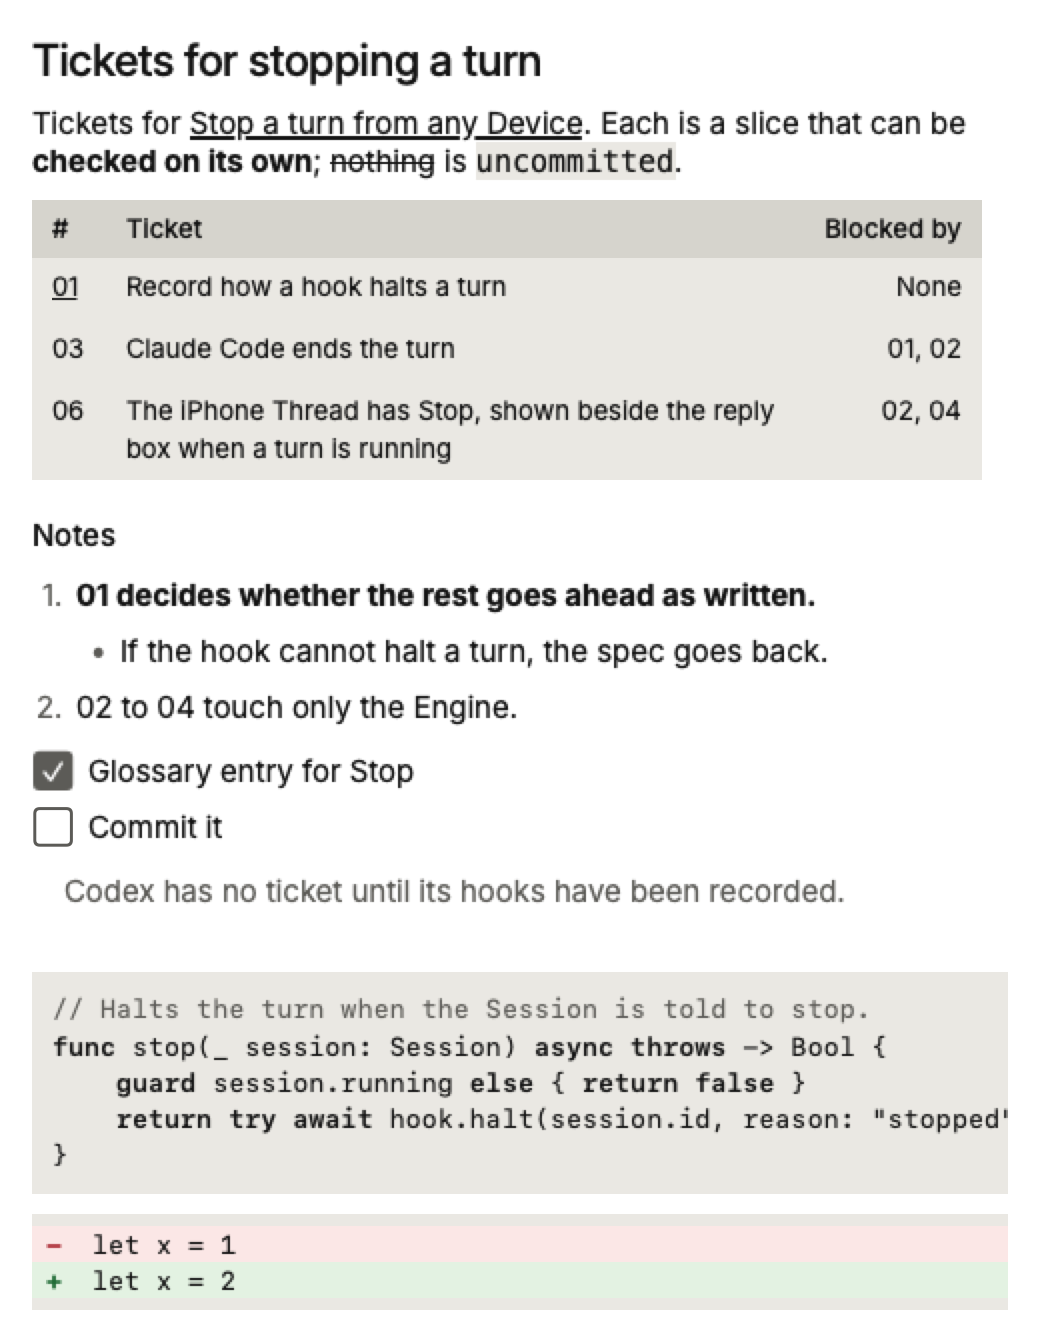 Tickets for stopping a turn
Tickets for Stop a turn from any Device. Each is a slice that can be
checked on its own; nothing is uncommitted.
# Ticket Blocked by
01 Record how a hook halts a turn None
03 Claude Code ends the turn 01, 02
06 The iPhone Thread has Stop, shown beside the reply 02, 04
box when a turn is running
Notes
1. 01 decides whether the rest goes ahead as written.
• If the hook cannot halt a turn, the spec goes back.
2. 02 to 04 touch only the Engine.
Glossary entry for Stop
Commit it
Codex has no ticket until its hooks have been recorded.
// Halts the turn when the Session is told to stop.
func stop(_ session: Session) async throws -> Bool {
    guard session.running else { return false }
    return try await hook.halt(session.id, reason: "stopped"
}
- let x = 1
+ let x = 2